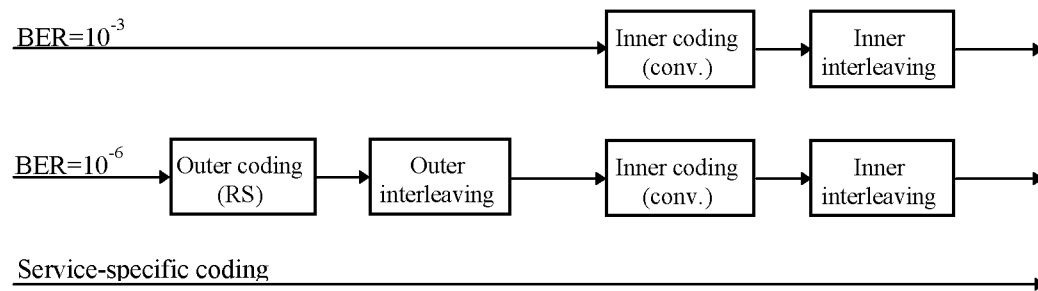 BER=10⁻³
Inner coding
(conv.)
Inner
interleaving
BER=10⁻⁶
Outer coding
(RS)
Outer
interleaving
Inner coding
(conv.)
Inner
interleaving
Service-specific coding